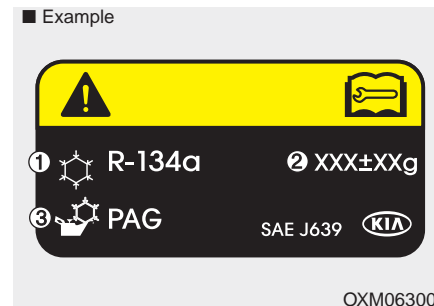 ■ Example
① R-134a ② XXX±XXg
③ PAG SAE J639 KIA
OXM06300